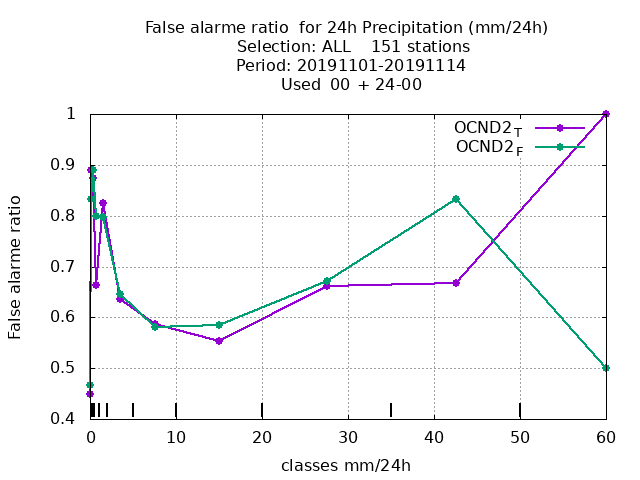 False alarme ratio  for 24h Precipitation (mm/24h)
Selection: ALL    151 stations
Period: 20191101-20191114
Used  00 + 24-00
OCND2T
OCND2F
1
0.9
0.8
0.7
0.6
0.5
0.4
False alarme ratio
0 10 20 30 40 50 60
classes mm/24h